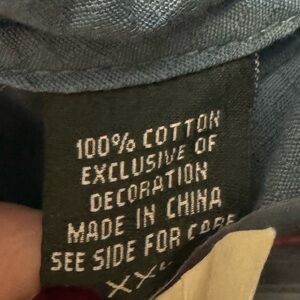 100% COTTON
EXCLUSIVE OF
DECORATION
MADE IN CHINA
SEE SIDE FOR CARE